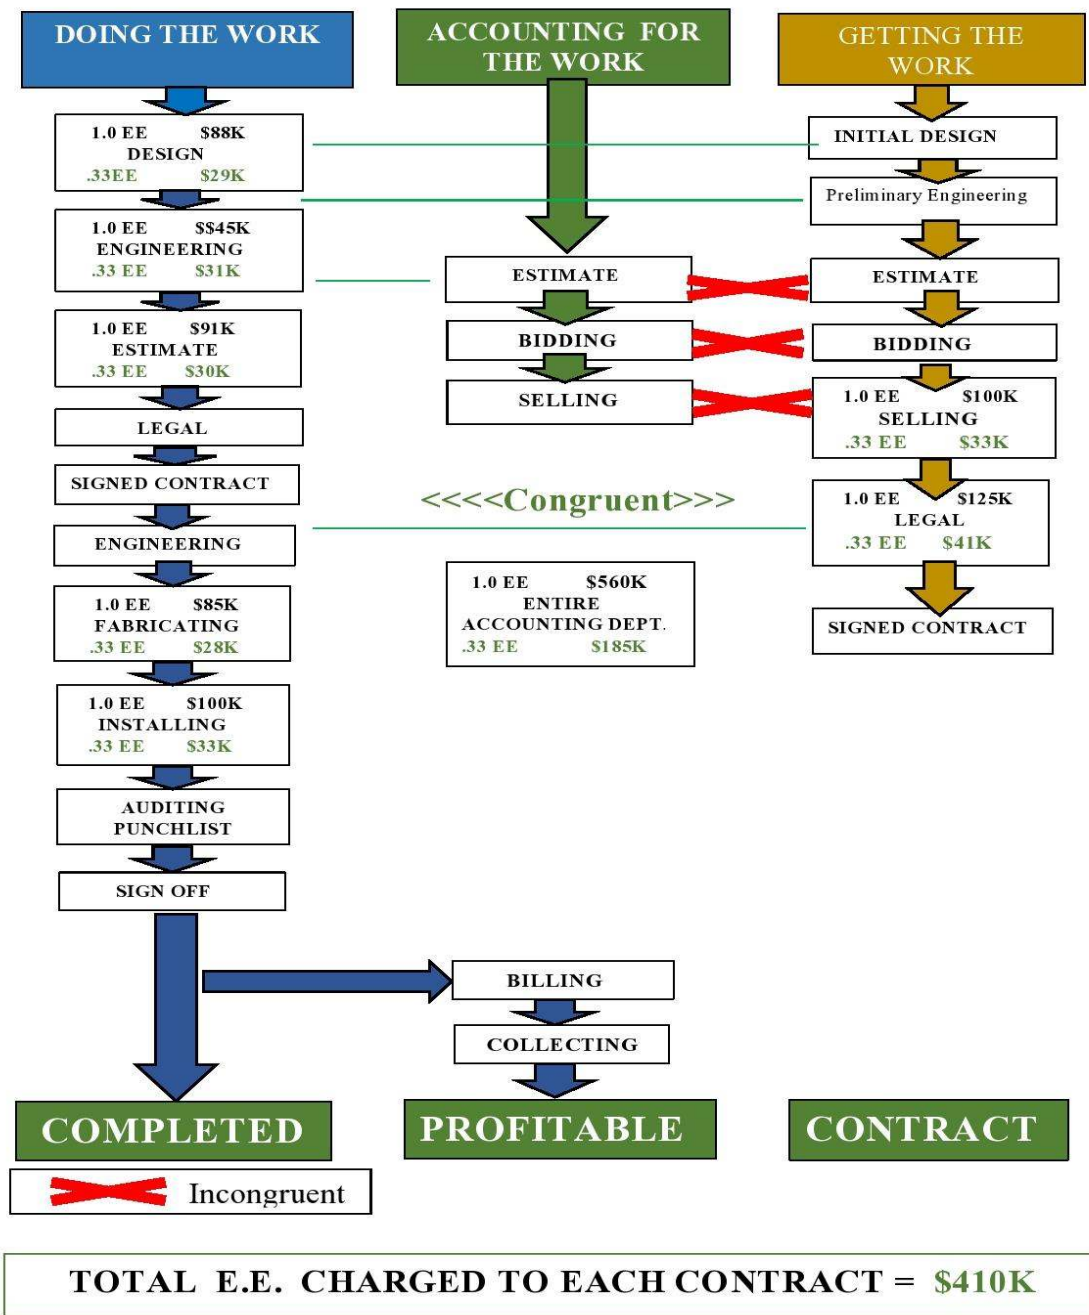 DOING THE WORK
1.0 EE $88K
DESIGN
.33EE $29K
1.0 EE $$45K
ENGINEERING
.33 EE $31K
1.0 EE $91K
ESTIMATE
.33 EE $30K
LEGAL
SIGNED CONTRACT
ENGINEERING
1.0 EE $85K
FABRICATING
.33 EE $28K
1.0 EE $100K
INSTALLING
.33 EE $33K
AUDITING
PUNCHLIST
SIGN OFF
COMPLETED
Incongruent
ACCOUNTING FOR
THE WORK
ESTIMATE
BIDDING
SELLING
<<<<Congruent>>>
1.0 EE $560K
ENTIRE
ACCOUNTING DEPT.
.33 EE $185K
BILLING
COLLECTING
PROFITABLE
GETTING THE
WORK
INITIAL DESIGN
Preliminary Engineering
ESTIMATE
BIDDING
1.0 EE $100K
SELLING
.33 EE $33K
1.0 EE $125K
LEGAL
.33 EE $41K
SIGNED CONTRACT
CONTRACT
TOTAL E.E. CHARGED TO EACH CONTRACT = $410K